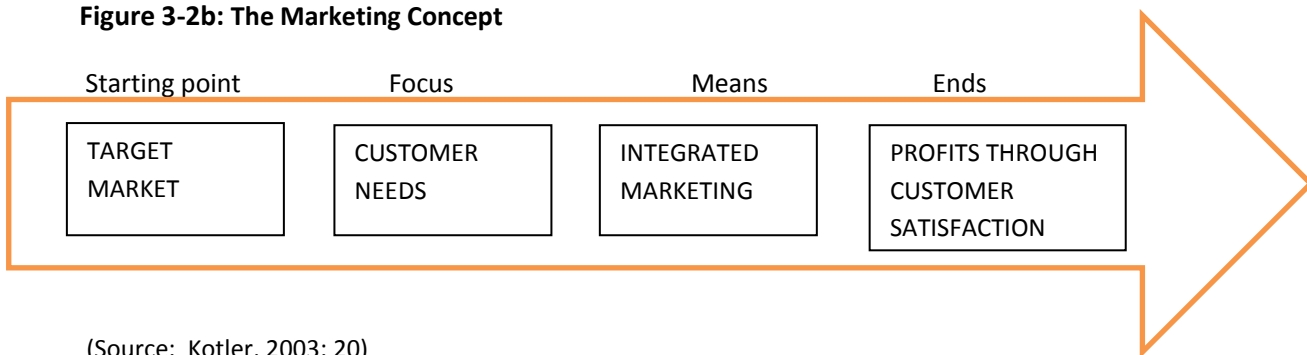 Figure 3-2b: The Marketing Concept
Starting point Focus Means Ends
TARGET
MARKET
CUSTOMER
NEEDS
INTEGRATED
MARKETING
PROFITS THROUGH
CUSTOMER
SATISFACTION
(Source: Kotler, 2003: 20)